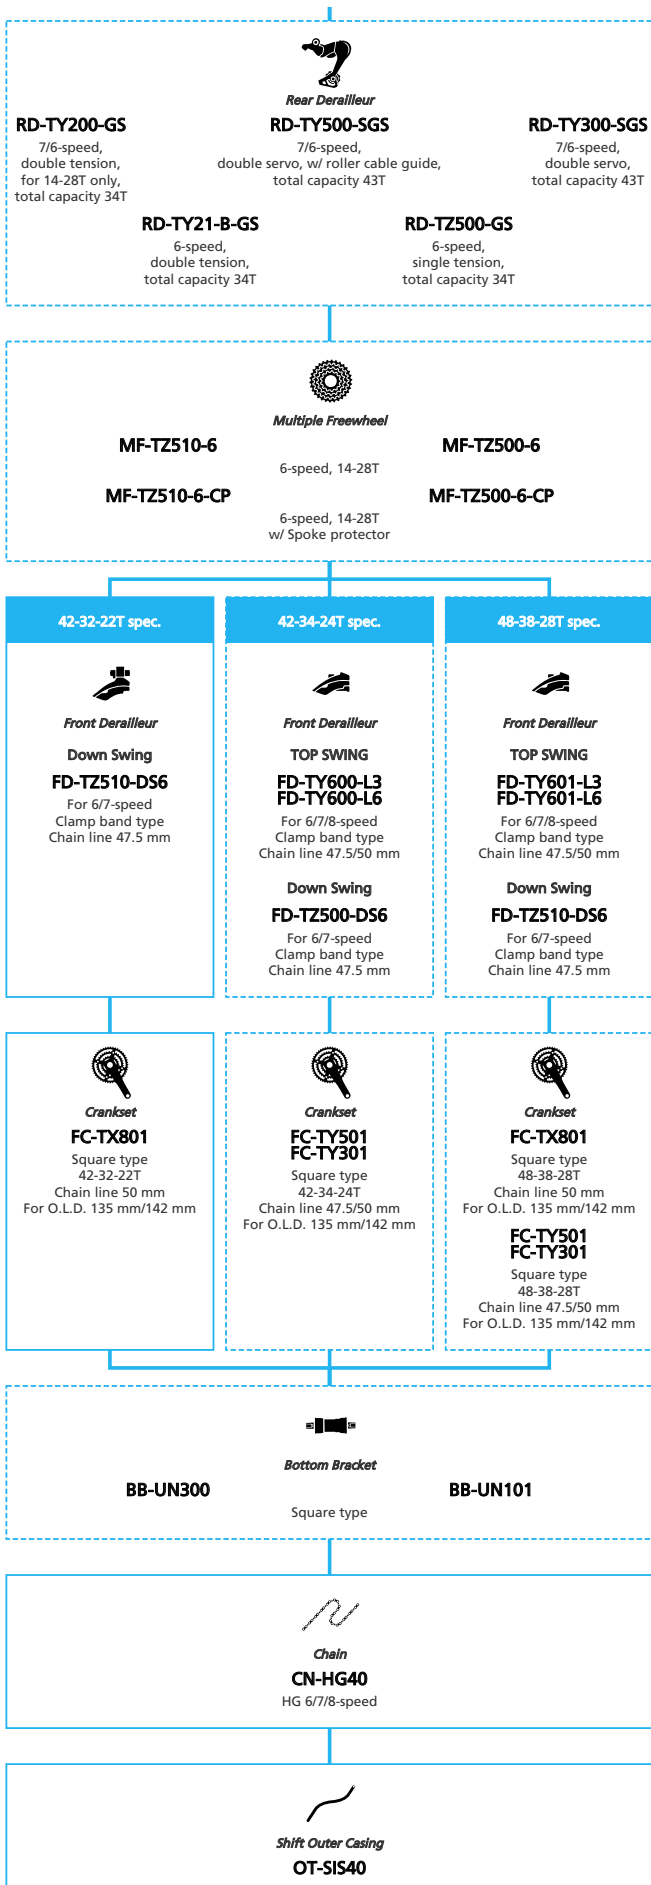 Rear Derailleur
RD-TY200-GS
7/6-speed,
double tension,
for 14-28T only,
total capacity 34T
RD-TY500-SGS
7/6-speed,
double servo, w/ roller cable guide,
total capacity 43T
RD-TY300-SGS
7/6-speed,
double servo,
total capacity 43T
RD-TY21-B-GS
6-speed,
double tension,
total capacity 34T
RD-TZ500-GS
6-speed,
single tension,
total capacity 34T
Multiple Freewheel
MF-TZ510-6
MF-TZ500-6
6-speed, 14-28T
MF-TZ510-6-CP
MF-TZ500-6-CP
6-speed, 14-28T
w/ Spoke protector
42-32-22T spec.
Front Derailleur
Down Swing
FD-TZ510-DS6
For 6/7-speed
Clamp band type
Chain line 47.5 mm
42-34-24T spec.
Front Derailleur
TOP SWING
FD-TY600-L3
FD-TY600-L6
For 6/7/8-speed
Clamp band type
Chain line 47.5/50 mm
Down Swing
FD-TZ500-DS6
For 6/7-speed
Clamp band type
Chain line 47.5 mm
48-38-28T spec.
Front Derailleur
TOP SWING
FD-TY601-L3
FD-TY601-L6
For 6/7/8-speed
Clamp band type
Chain line 47.5/50 mm
Down Swing
FD-TZ510-DS6
For 6/7-speed
Clamp band type
Chain line 47.5 mm
Crankset
FC-TX801
Square type
42-32-22T
Chain line 50 mm
For O.L.D. 135 mm/142 mm
Crankset
FC-TY501
FC-TY301
Square type
42-34-24T
Chain line 47.5/50 mm
For O.L.D. 135 mm/142 mm
Crankset
FC-TX801
Square type
48-38-28T
Chain line 50 mm
For O.L.D. 135 mm/142 mm
FC-TY501
FC-TY301
Square type
48-38-28T
Chain line 47.5/50 mm
For O.L.D. 135 mm/142 mm
Bottom Bracket
BB-UN300
BB-UN101
Square type
Chain
CN-HG40
HG 6/7/8-speed
Shift Outer Casing
OT-SIS40